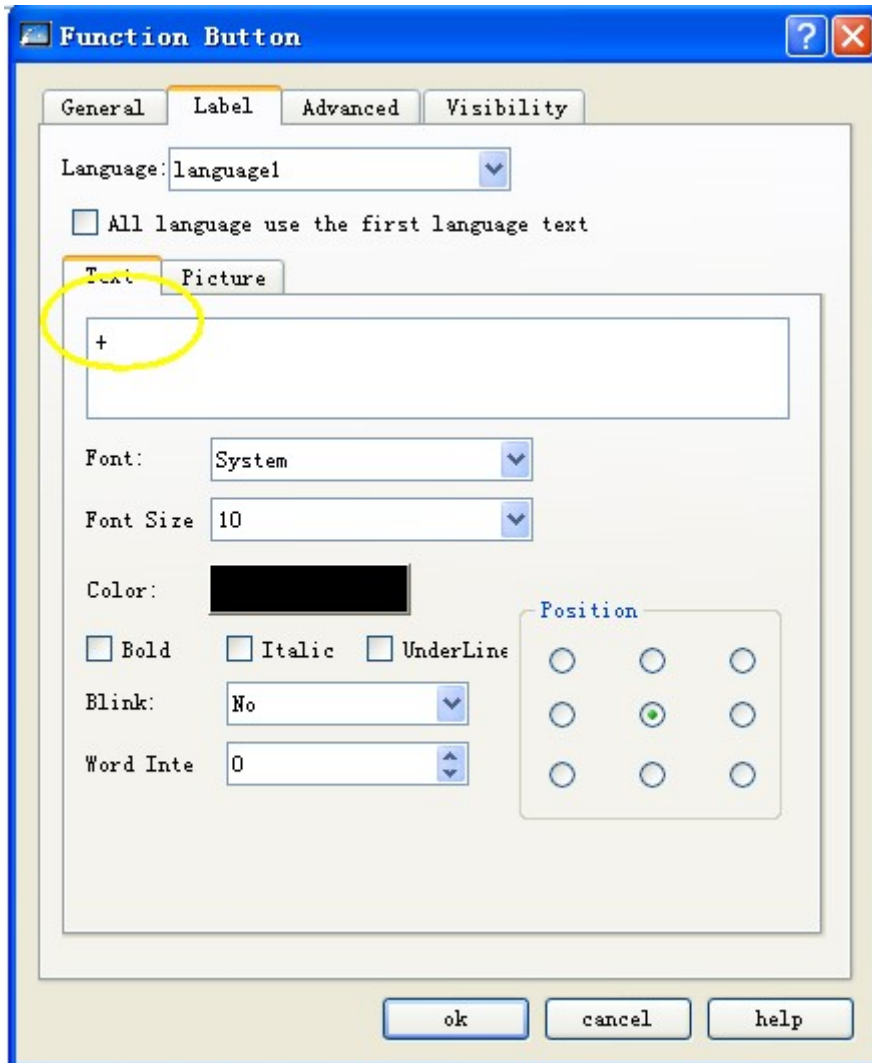 Function Button
General Label Advanced Visibility
Language: language1
All language use the first language text
Text Picture
+
Font: System
Font Size 10
Color:
Position
Bold Italic UnderLine
Blink: No
Word Inte 0
ok cancel help